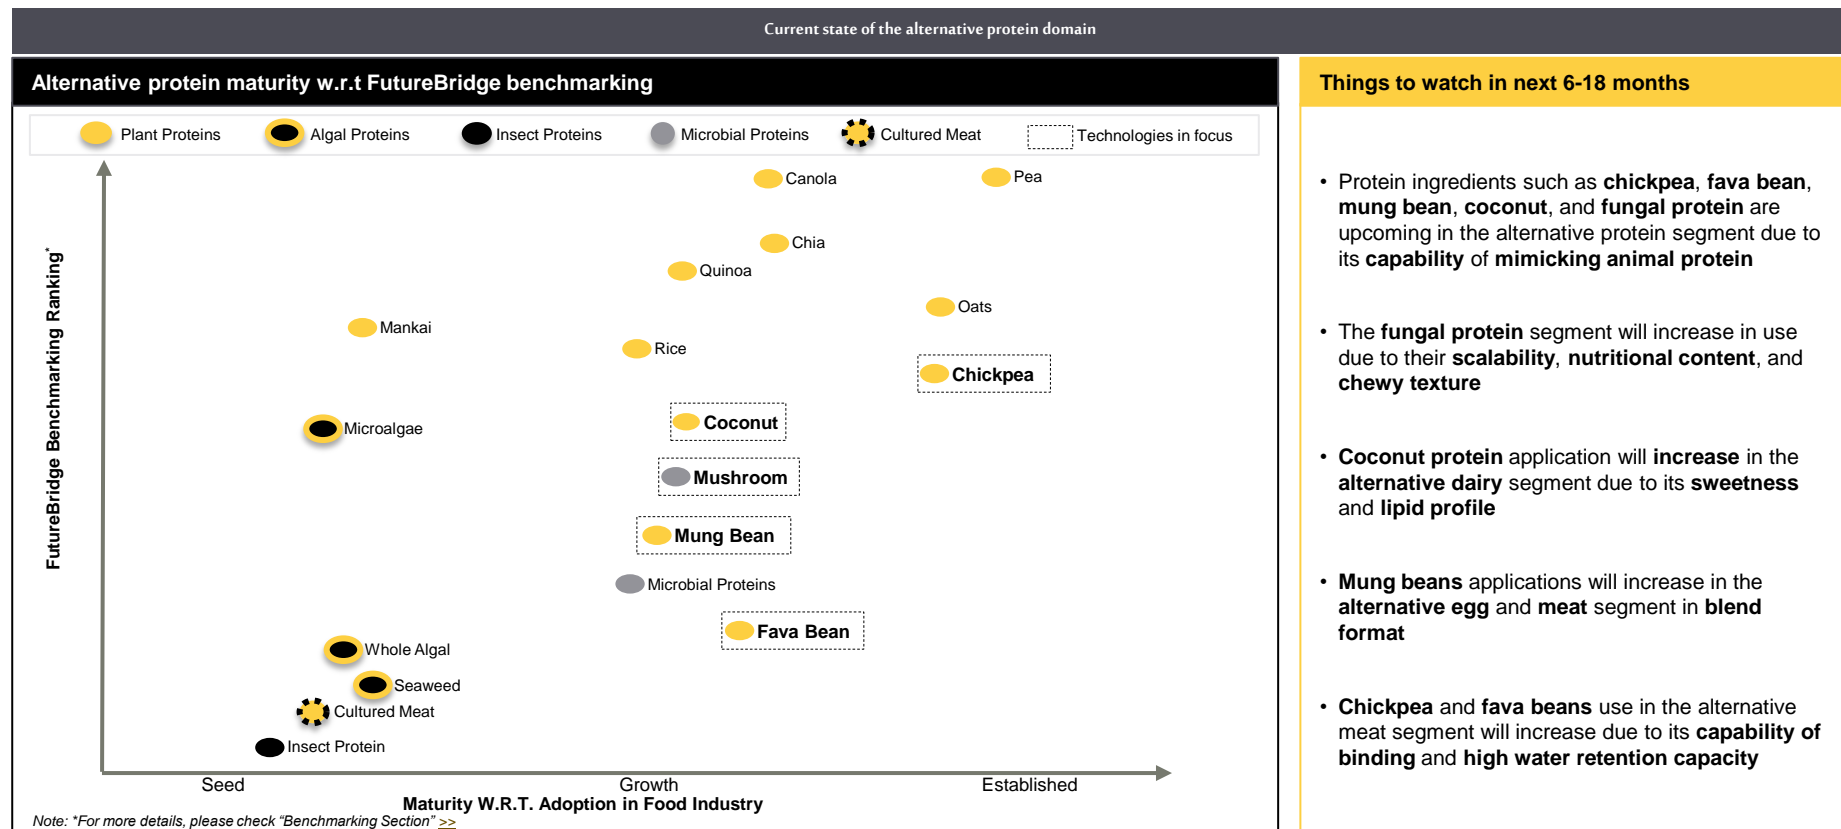 Current state of the alternative protein domain
Alternative protein maturity w.r.t FutureBridge benchmarking
Plant Proteins
Algal Proteins
Insect Proteins
Microbial Proteins
Cultured Meat
Technologies in focus
FutureBridge Benchmarking Ranking*
Canola
Pea
Chia
Quinoa
Oats
Mankai
Rice
Chickpea
Coconut
Microalgae
Mushroom
Mung Bean
Microbial Proteins
Fava Bean
Whole Algal
Seaweed
Cultured Meat
Insect Protein
Seed
Growth
Established
Maturity W.R.T. Adoption in Food Industry
Note: *For more details, please check “Benchmarking Section” >>
Things to watch in next 6-18 months
• Protein ingredients such as chickpea, fava bean,
mung bean, coconut, and fungal protein are
upcoming in the alternative protein segment due to
its capability of mimicking animal protein
• The fungal protein segment will increase in use
due to their scalability, nutritional content, and
chewy texture
• Coconut protein application will increase in the
alternative dairy segment due to its sweetness
and lipid profile
• Mung beans applications will increase in the
alternative egg and meat segment in blend
format
• Chickpea and fava beans use in the alternative
meat segment will increase due to its capability of
binding and high water retention capacity